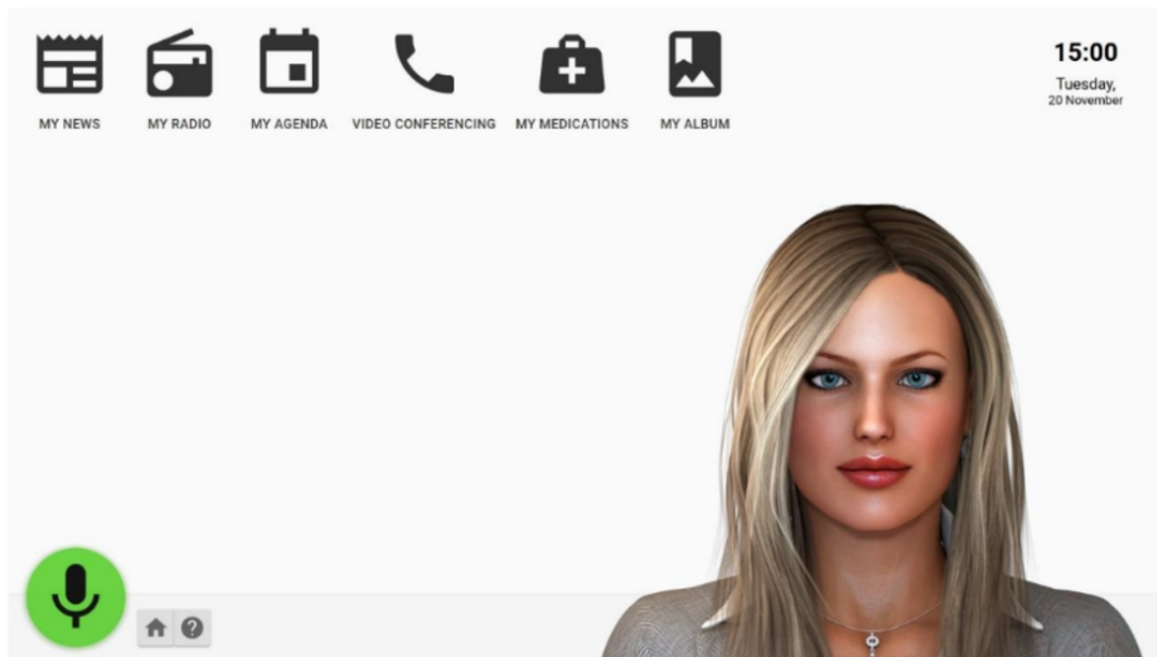 MY NEWS
MY RADIO
MY AGENDA
VIDEO CONFERENCING
MY MEDICATIONS
MY ALBUM
15:00
Tuesday,
20 November